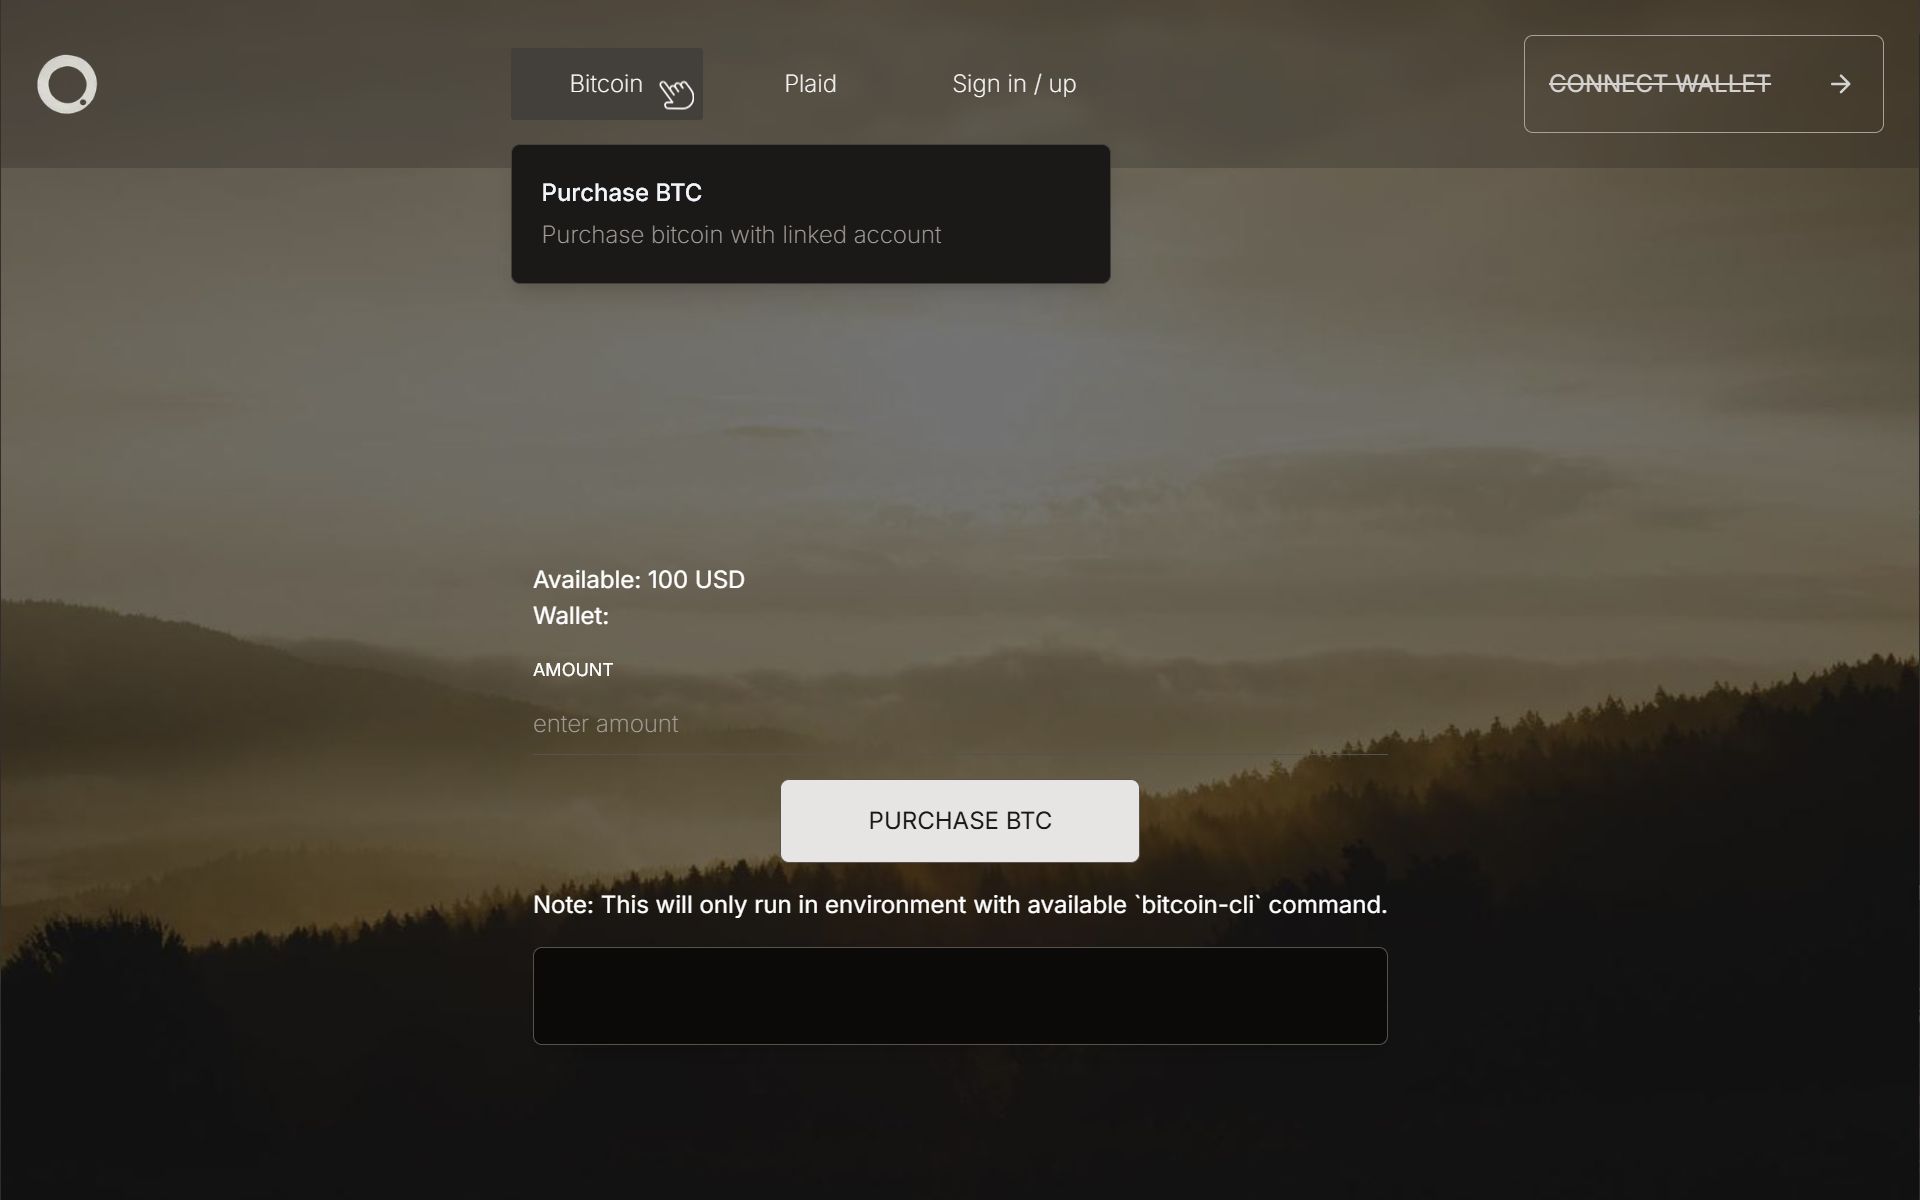 Bitcoin
Plaid
Sign in / up
CONNECT WALLET
Purchase BTC
Purchase bitcoin with linked account
Available: 100 USD
Wallet:
AMOUNT
enter amount
PURCHASE BTC
Note: This will only run in environment with available `bitcoin-cli` command.